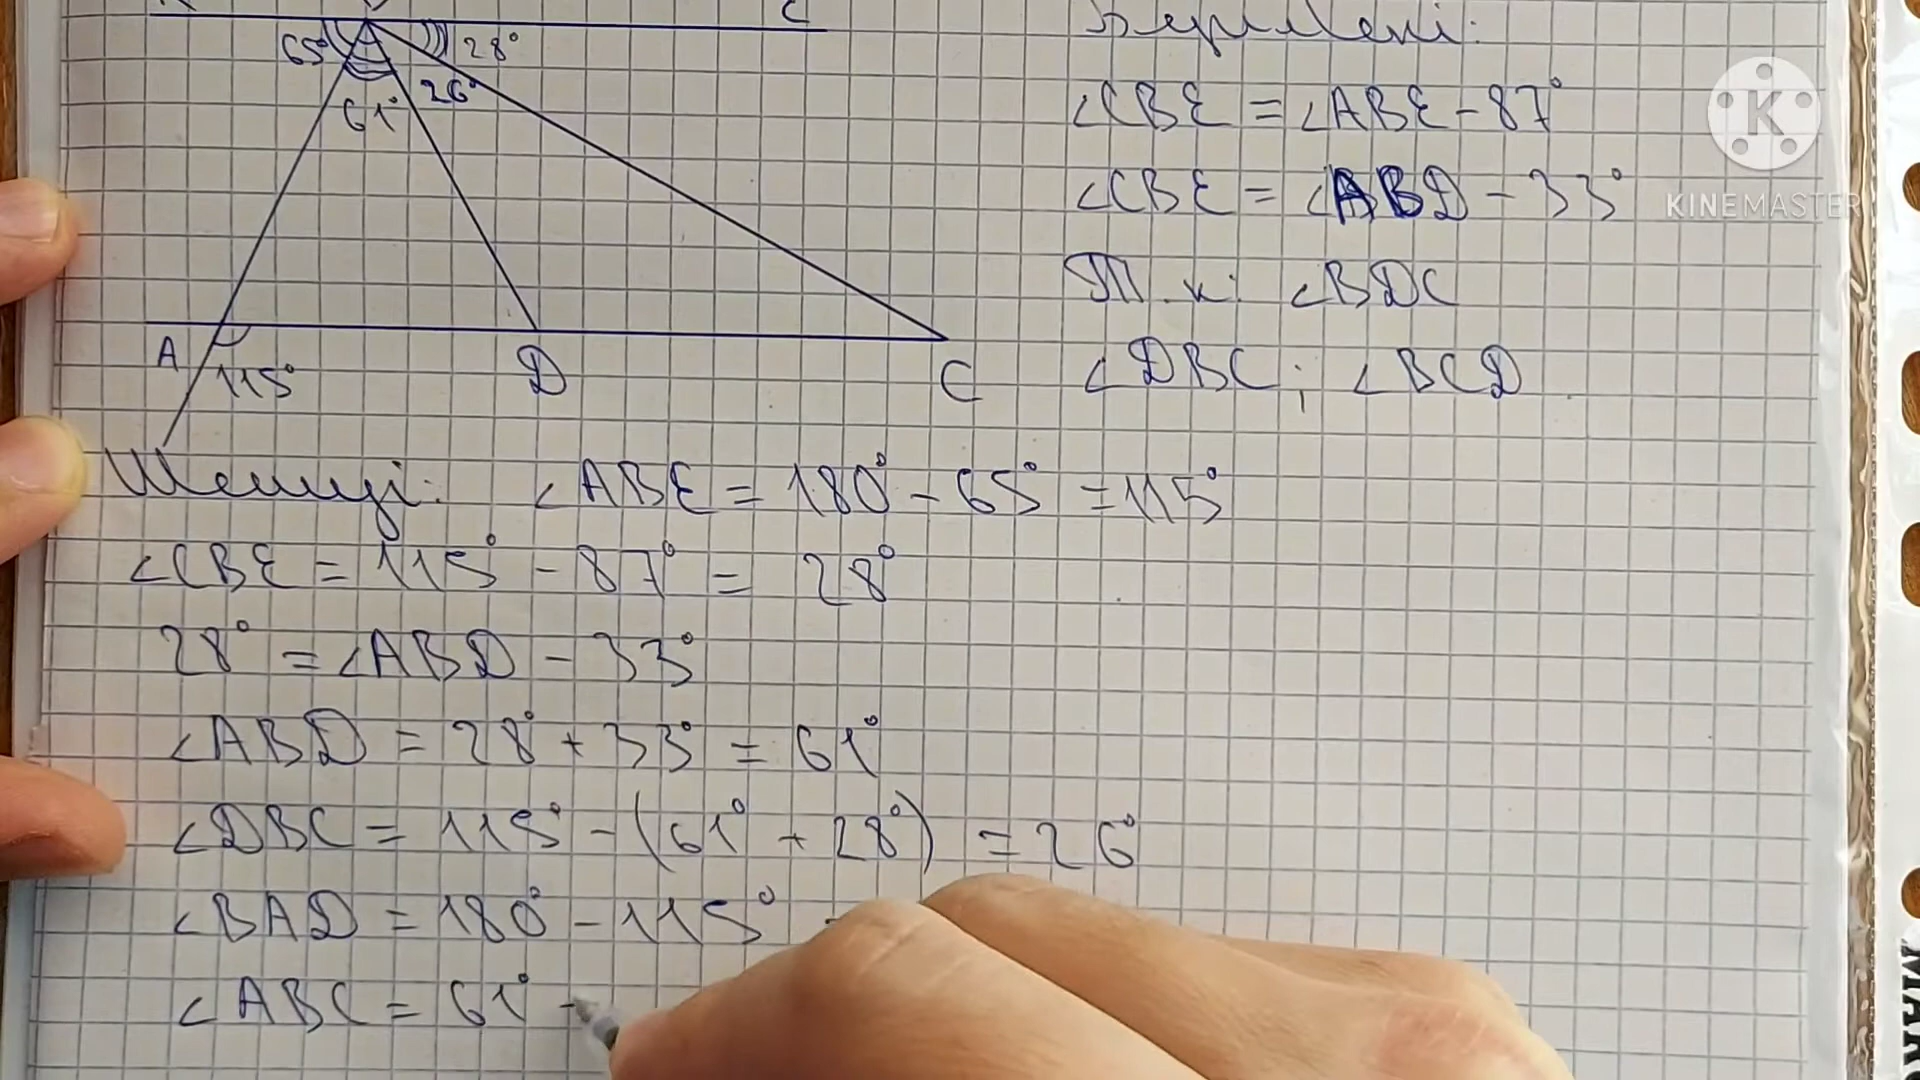 65°
28°
26°
61°
A
115°
D
C
Берилгені:
∠CBE = ∠ABE - 87°
∠CBE = ∠ABD - 33°
Т.к: ∠BDC
∠DBC; ∠BCD
K
KINEMASTER
Шешуі: ∠ABE = 180° - 65° = 115°
∠CBE = 115° - 87° = 28°
28° = ∠ABD - 33°
∠ABD = 28° + 33° = 61°
∠DBC = 115° - (61° + 28°) = 26°
∠BAD = 180° - 115°
∠ABC = 61°